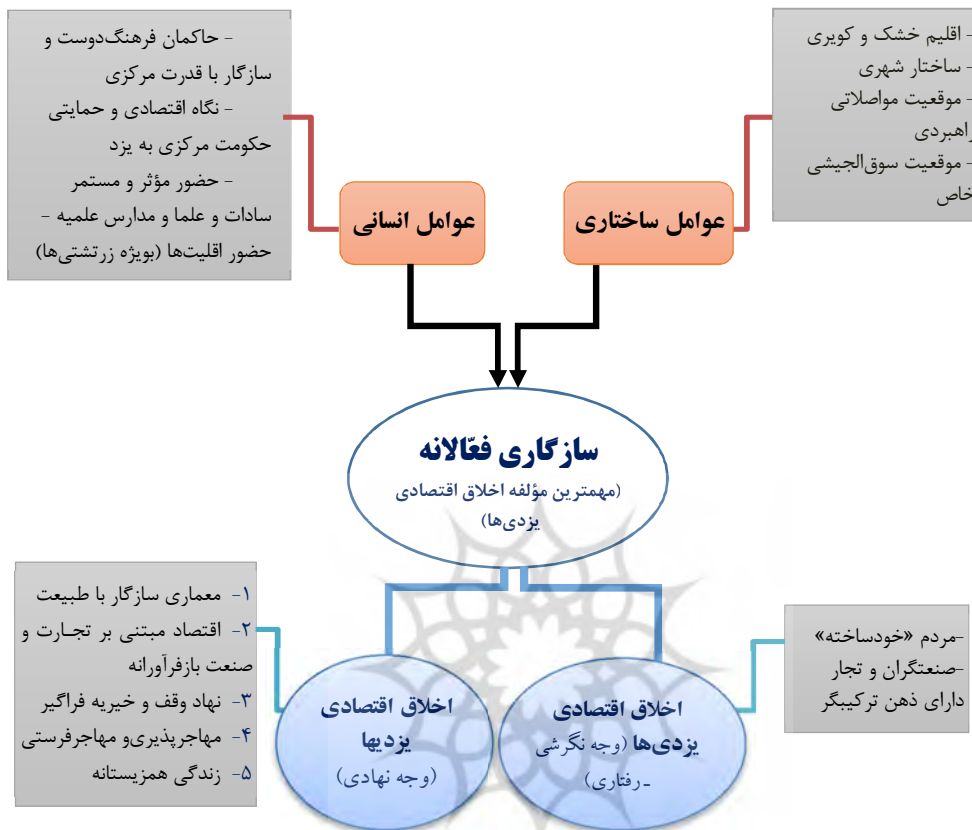 - اقلیم خشک و کویری
- ساختار شهری
- موقعیت مواصلاتی
راهبردی
- موقعیت سوق‌الجیشی
خاص
- حاکمان فرهنگ‌دوست و
سازگار با قدرت مرکزی
- نگاه اقتصادی و حمایتی
حکومت مرکزی به یزد
- حضور مؤثر و مستمر
سادات و علما و مدارس علمیه -
حضور اقلیت‌ها (بویژه زرتشتی‌ها)
عوامل ساختاری
عوامل انسانی
سازگاری فعّالانه
(مهمترین مؤلفه اخلاق اقتصادی
یزدی‌ها)
-مردم «خودساخته»
-صنعتگران و تجار
دارای ذهن ترکیبگر
اخلاق اقتصادی
یزدی‌ها (وجه نگرشی
ـ رفتاری)
اخلاق اقتصادی
یزدیها
(وجه نهادی)
۱- معماری سازگار با طبیعت
۲- اقتصاد مبتنی بر تجارت و
صنعت بازفرآورانه
۳- نهاد وقف و خیریه فراگیر
۴- مهاجرپذیری‌و مهاجرفرستی
۵- زندگی همزیستانه